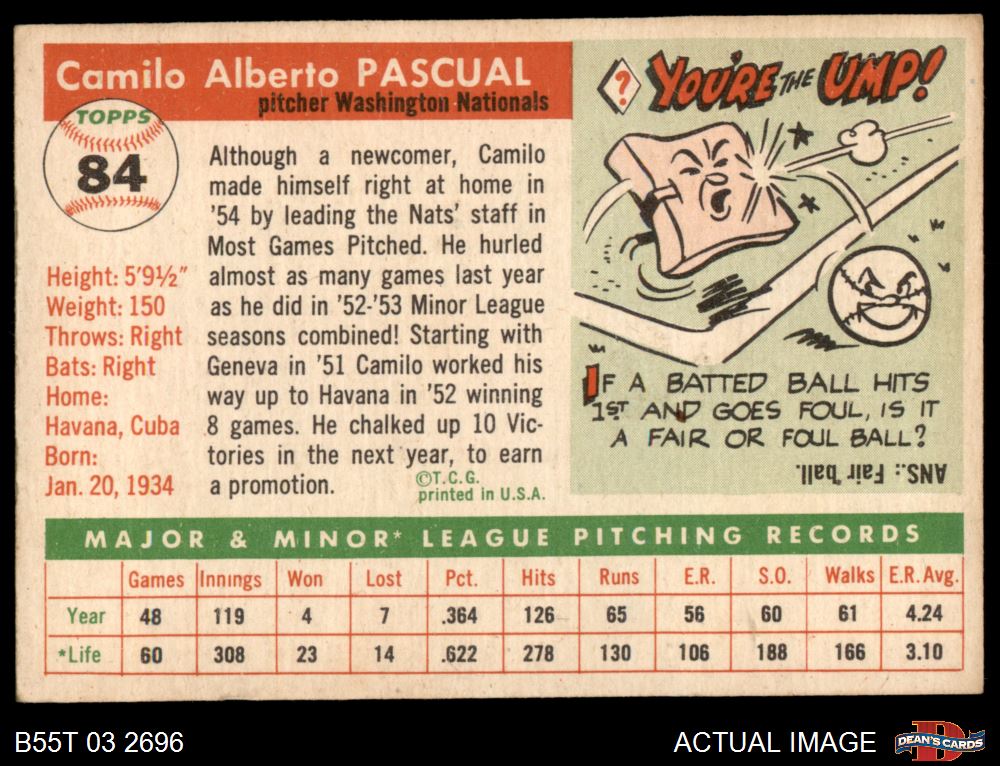 Camilo Alberto PASCUAL
pitcher Washington Nationals
TOPPS
84
Height: 5'9½"
Weight: 150
Throws: Right
Bats: Right
Home:
Havana, Cuba
Born:
Jan. 20, 1934
Although a newcomer, Camilo
made himself right at home in
'54 by leading the Nats' staff in
Most Games Pitched. He hurled
almost as many games last year
as he did in '52-'53 Minor League
seasons combined! Starting with
Geneva in '51 Camilo worked his
way up to Havana in '52 winning
8 games. He chalked up 10 Vic-
tories in the next year, to earn
a promotion.
©T.C.G.
printed in U.S.A.
?
YOU'RE THE UMP!
IF A BATTED BALL HITS
1ST AND GOES FOUL, IS IT
A FAIR OR FOUL BALL?
ANS.: Fair ball.
MAJOR & MINOR* LEAGUE PITCHING RECORDS
Games Innings Won Lost Pct. Hits Runs E.R. S.O. Walks E.R. Avg.
Year 48 119 4 7 .364 126 65 56 60 61 4.24
*Life 60 308 23 14 .622 278 130 106 188 166 3.10
B55T 03 2696
ACTUAL IMAGE
DEAN'S CARDS